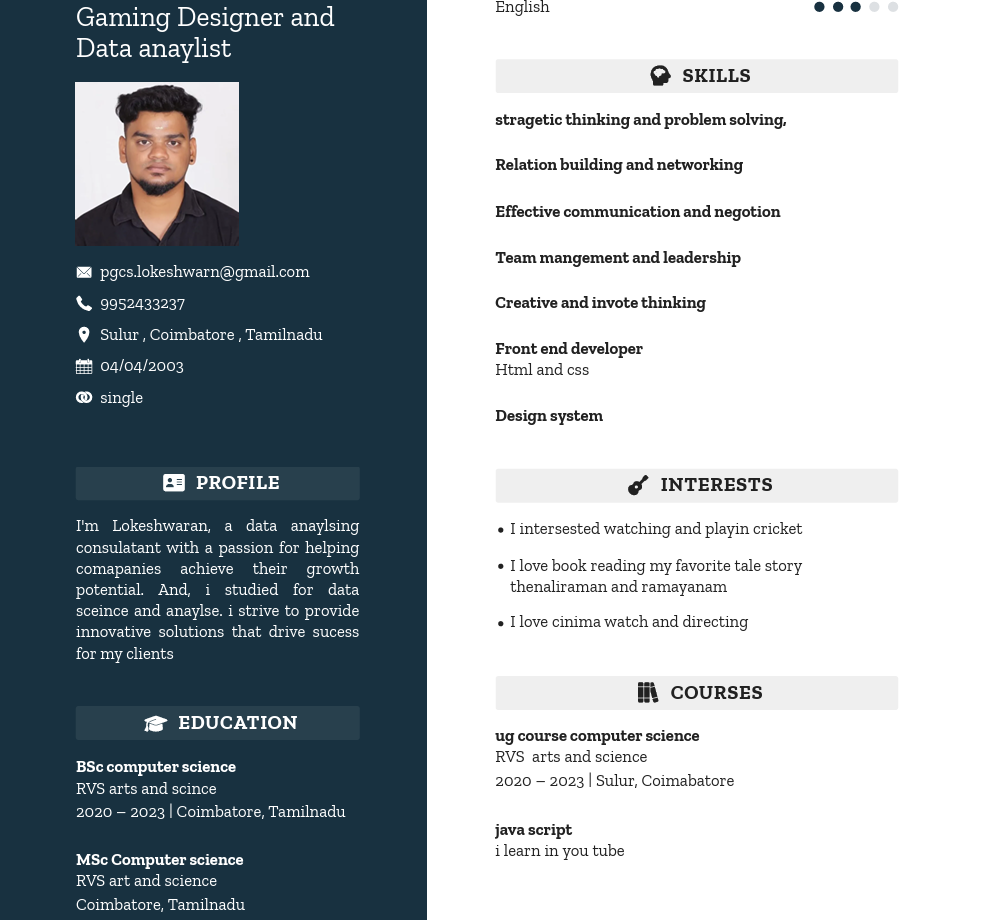 Gaming Designer and
Data anaylist
pgcs.lokeshwarn@gmail.com
9952433237
Sulur , Coimbatore , Tamilnadu
04/04/2003
single
PROFILE
I'm Lokeshwaran, a data anaylsing
consulatant with a passion for helping
comapanies achieve their growth
potential. And, i studied for data
sceince and anaylse. i strive to provide
innovative solutions that drive sucess
for my clients
EDUCATION
BSc computer science
RVS arts and scince
2020 – 2023 | Coimbatore, Tamilnadu
MSc Computer science
RVS art and science
Coimbatore, Tamilnadu
English
SKILLS
stragetic thinking and problem solving,
Relation building and networking
Effective communication and negotion
Team mangement and leadership
Creative and invote thinking
Front end developer
Html and css
Design system
INTERESTS
• I intersested watching and playin cricket
• I love book reading my favorite tale story
thenaliraman and ramayanam
• I love cinima watch and directing
COURSES
ug course computer science
RVS arts and science
2020 – 2023 | Sulur, Coimabatore
java script
i learn in you tube